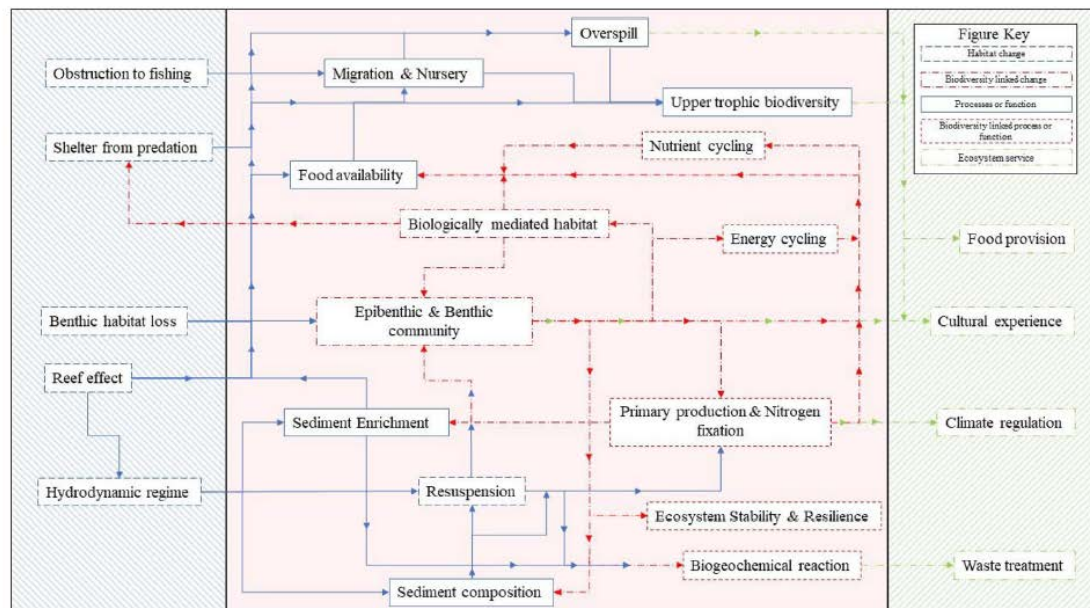 Overspill
Figure Key
Habitat change
Biodiversity linked change
Processes or function
Biodiversity linked process or
function
Ecosystem service
Obstruction to fishing
Migration & Nursery
Upper trophic biodiversity
Shelter from predation
Nutrient cycling
Food availability
Biologically mediated habitat
Energy cycling
Food provision
Benthic habitat loss
Epibenthic & Benthic
community
Cultural experience
Reef effect
Sediment Enrichment
Primary production & Nitrogen
fixation
Climate regulation
Hydrodynamic regime
Resuspension
Ecosystem Stability & Resilience
Biogeochemical reaction
Waste treatment
Sediment composition